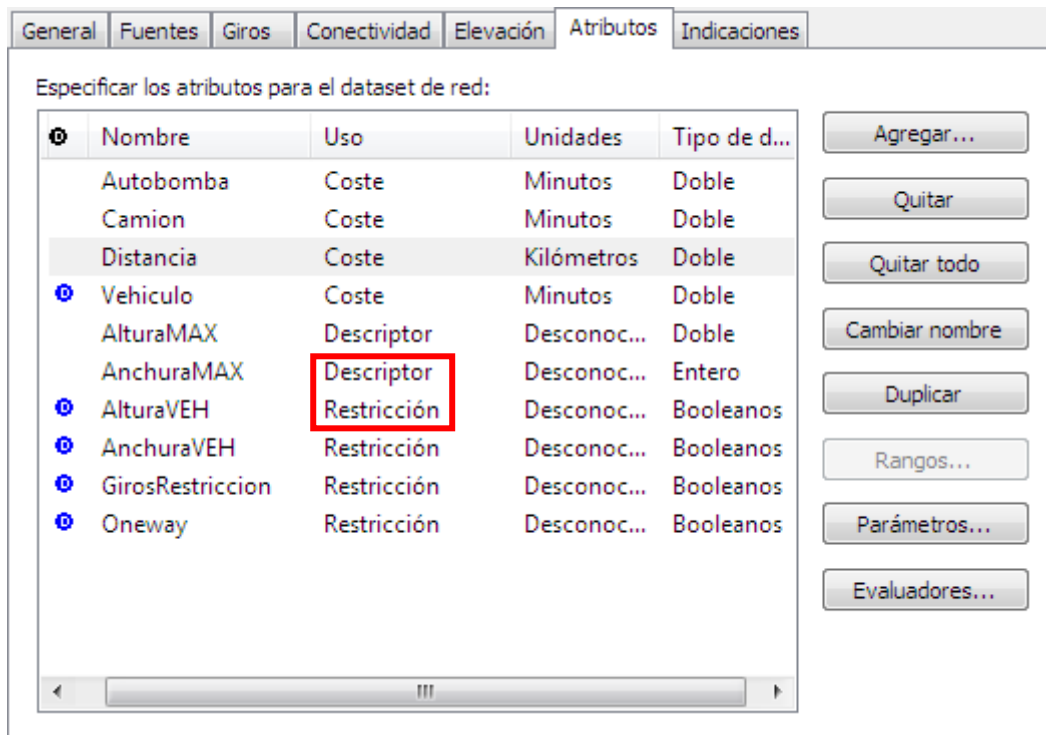 General Fuentes Giros Conectividad Elevación Atributos Indicaciones
Especificar los atributos para el dataset de red:
Nombre Uso Unidades Tipo de d...
Autobomba Coste Minutos Doble
Camion Coste Minutos Doble
Distancia Coste Kilómetros Doble
Vehiculo Coste Minutos Doble
AlturaMAX Descriptor Desconoc... Doble
AnchuraMAX Descriptor Desconoc... Entero
AlturaVEH Restricción Desconoc... Booleanos
AnchuraVEH Restricción Desconoc... Booleanos
GirosRestriccion Restricción Desconoc... Booleanos
Oneway Restricción Desconoc... Booleanos
Agregar...
Quitar
Quitar todo
Cambiar nombre
Duplicar
Rangos...
Parámetros...
Evaluadores...